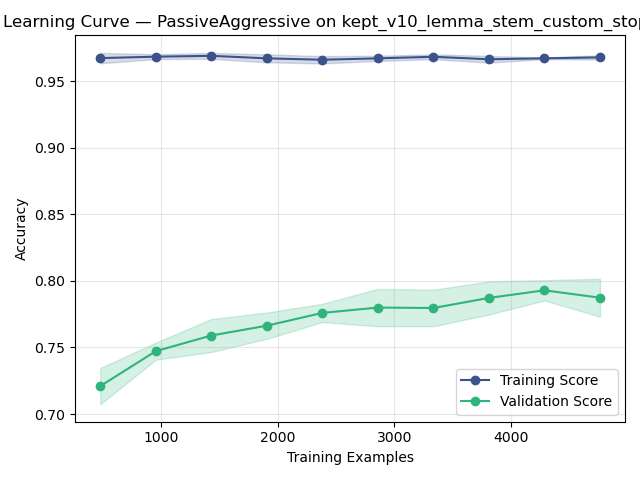 Learning Curve — PassiveAggressive on kept_v10_lemma_stem_custom_stop
0.95
0.90
0.85
0.80
0.75
0.70
Accuracy
1000 2000 3000 4000
Training Examples
Training Score
Validation Score